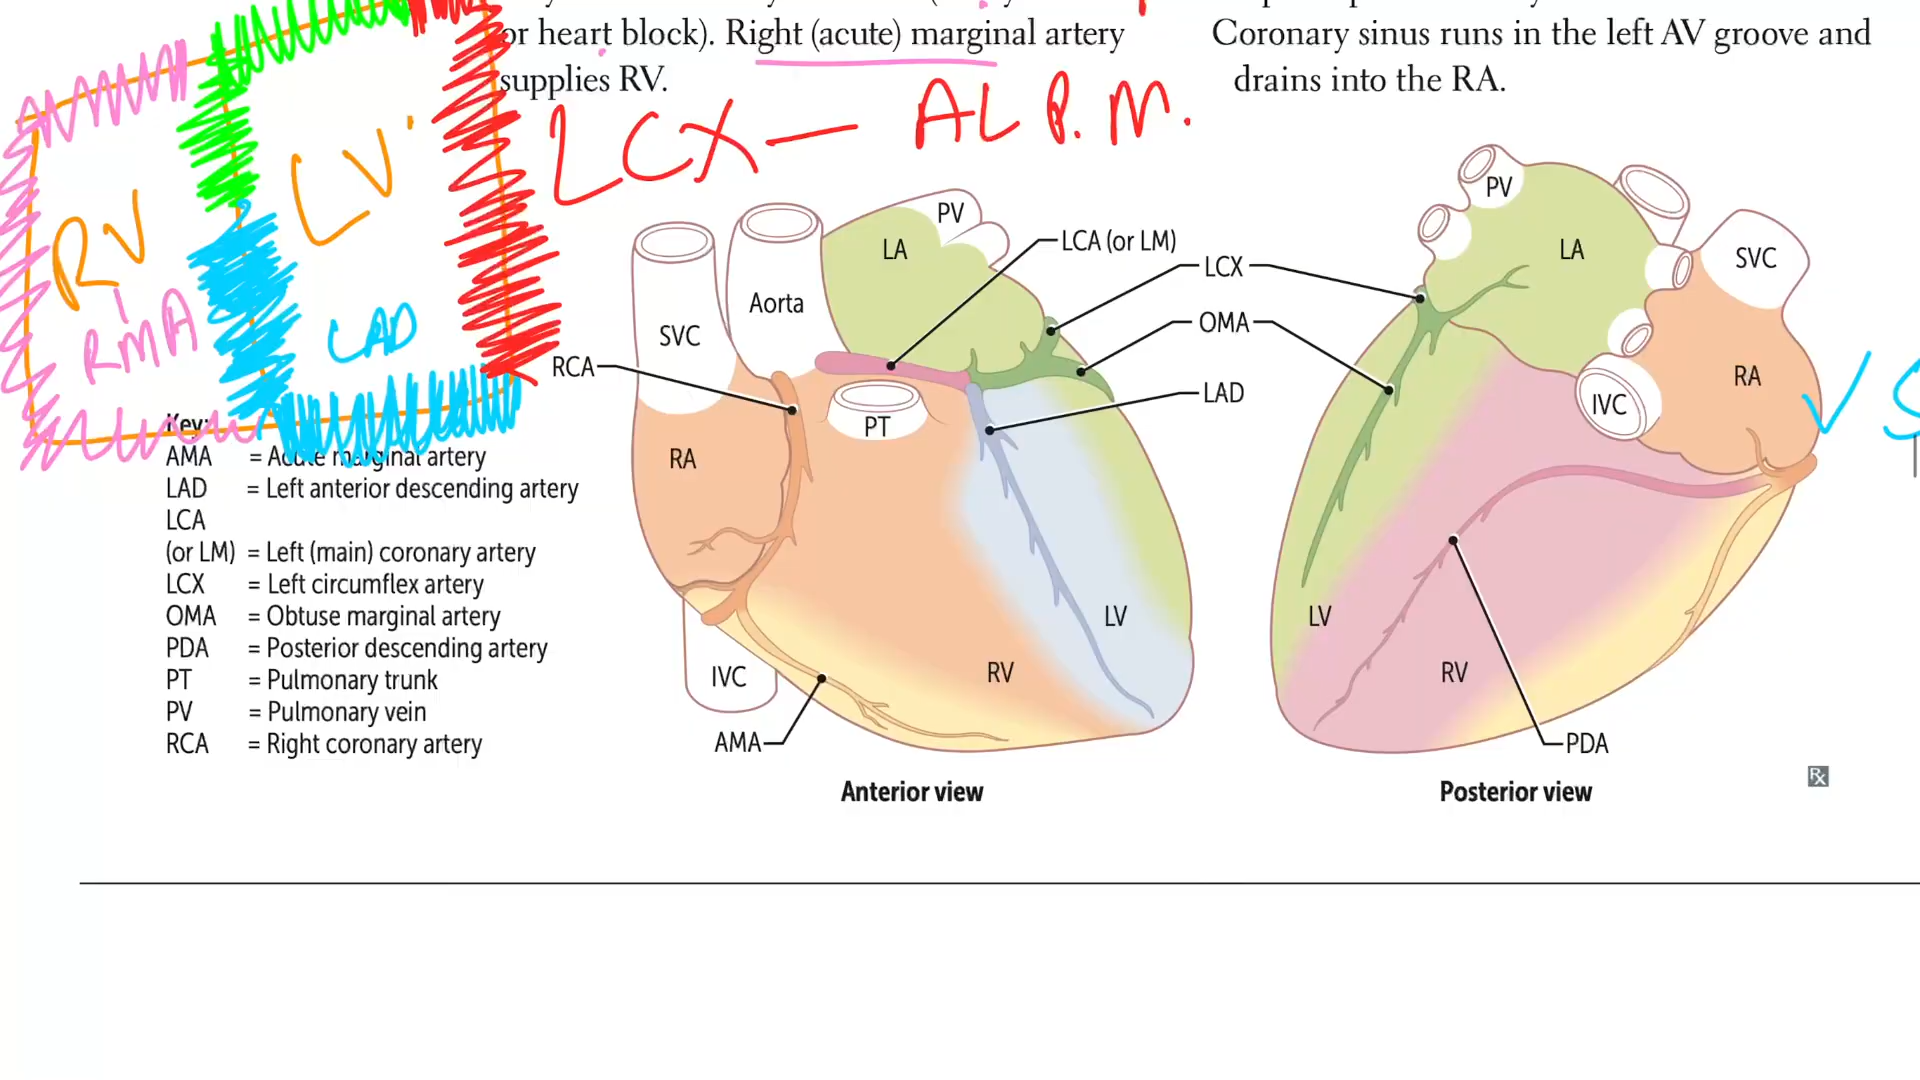 or heart block). Right (acute) marginal artery
supplies RV.
Coronary sinus runs in the left AV groove and
drains into the RA.
LCX — AL P. M.
RV
RMA
LV
LAD
Key:
AMA = Acute marginal artery
LAD = Left anterior descending artery
LCA
(or LM) = Left (main) coronary artery
LCX = Left circumflex artery
OMA = Obtuse marginal artery
PDA = Posterior descending artery
PT = Pulmonary trunk
PV = Pulmonary vein
RCA = Right coronary artery
PV
LA
LCA (or LM)
LCX
OMA
LAD
Aorta
SVC
RCA
PT
RA
LV
RV
IVC
AMA
Anterior view
PV
LA
SVC
RA
IVC
LV
RV
PDA
Posterior view
Rx
VS